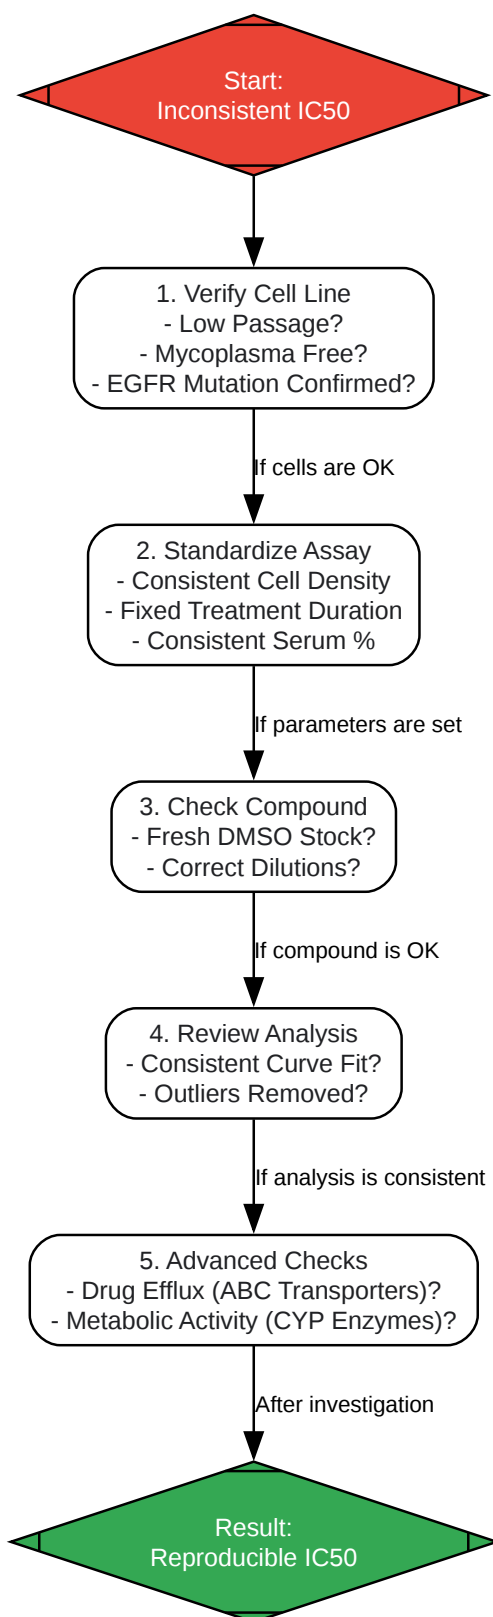 Start:
Inconsistent IC50
1. Verify Cell Line
- Low Passage?
- Mycoplasma Free?
- EGFR Mutation Confirmed?
If cells are OK
2. Standardize Assay
- Consistent Cell Density
- Fixed Treatment Duration
- Consistent Serum %
If parameters are set
3. Check Compound
- Fresh DMSO Stock?
- Correct Dilutions?
If compound is OK
4. Review Analysis
- Consistent Curve Fit?
- Outliers Removed?
If analysis is consistent
5. Advanced Checks
- Drug Efflux (ABC Transporters)?
- Metabolic Activity (CYP Enzymes)?
After investigation
Result:
Reproducible IC50